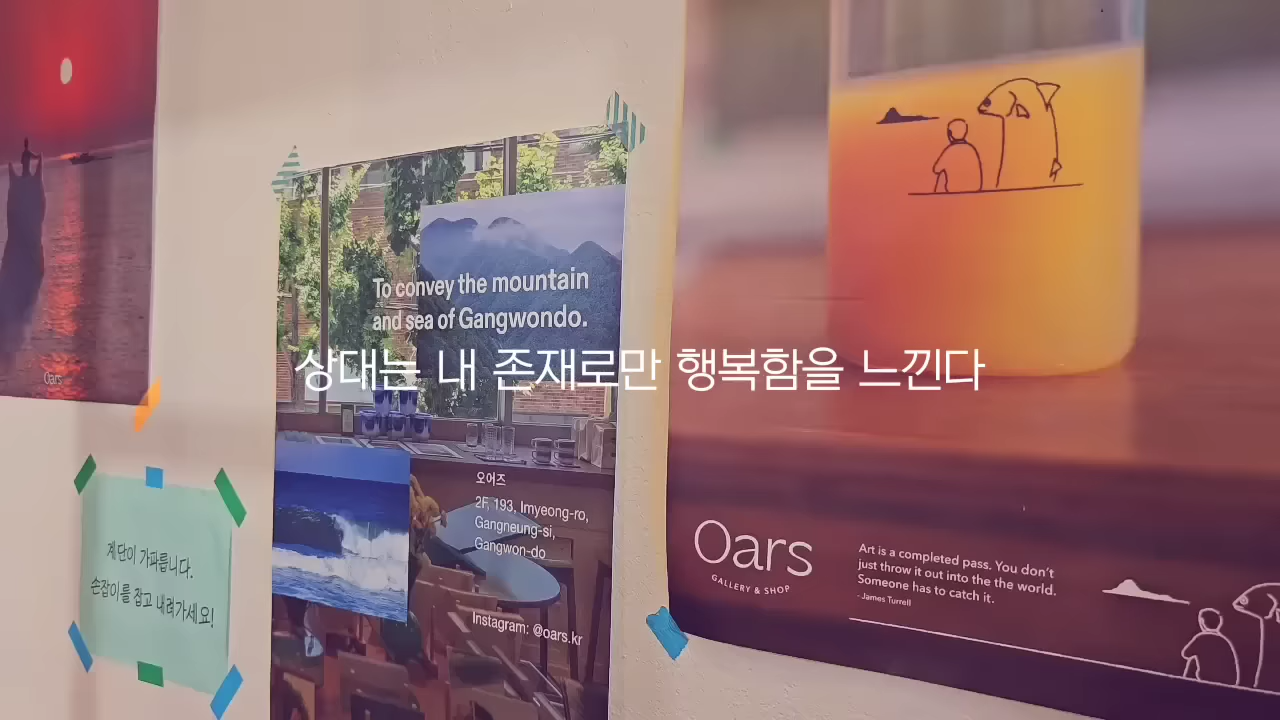 Oars
계단이 가파릅니다.
손잡이를 잡고 내려가세요!
To convey the mountain
and sea of Gangwondo.
상대는 내 존재로만 행복함을 느낀다
오어즈
2F, 193, Imyeong-ro,
Gangneung-si,
Gangwon-do
Instagram: @oars.kr
Oars
GALLERY & SHOP
Art is a completed pass. You don't
just throw it out into the the world.
Someone has to catch it.
- James Turrell